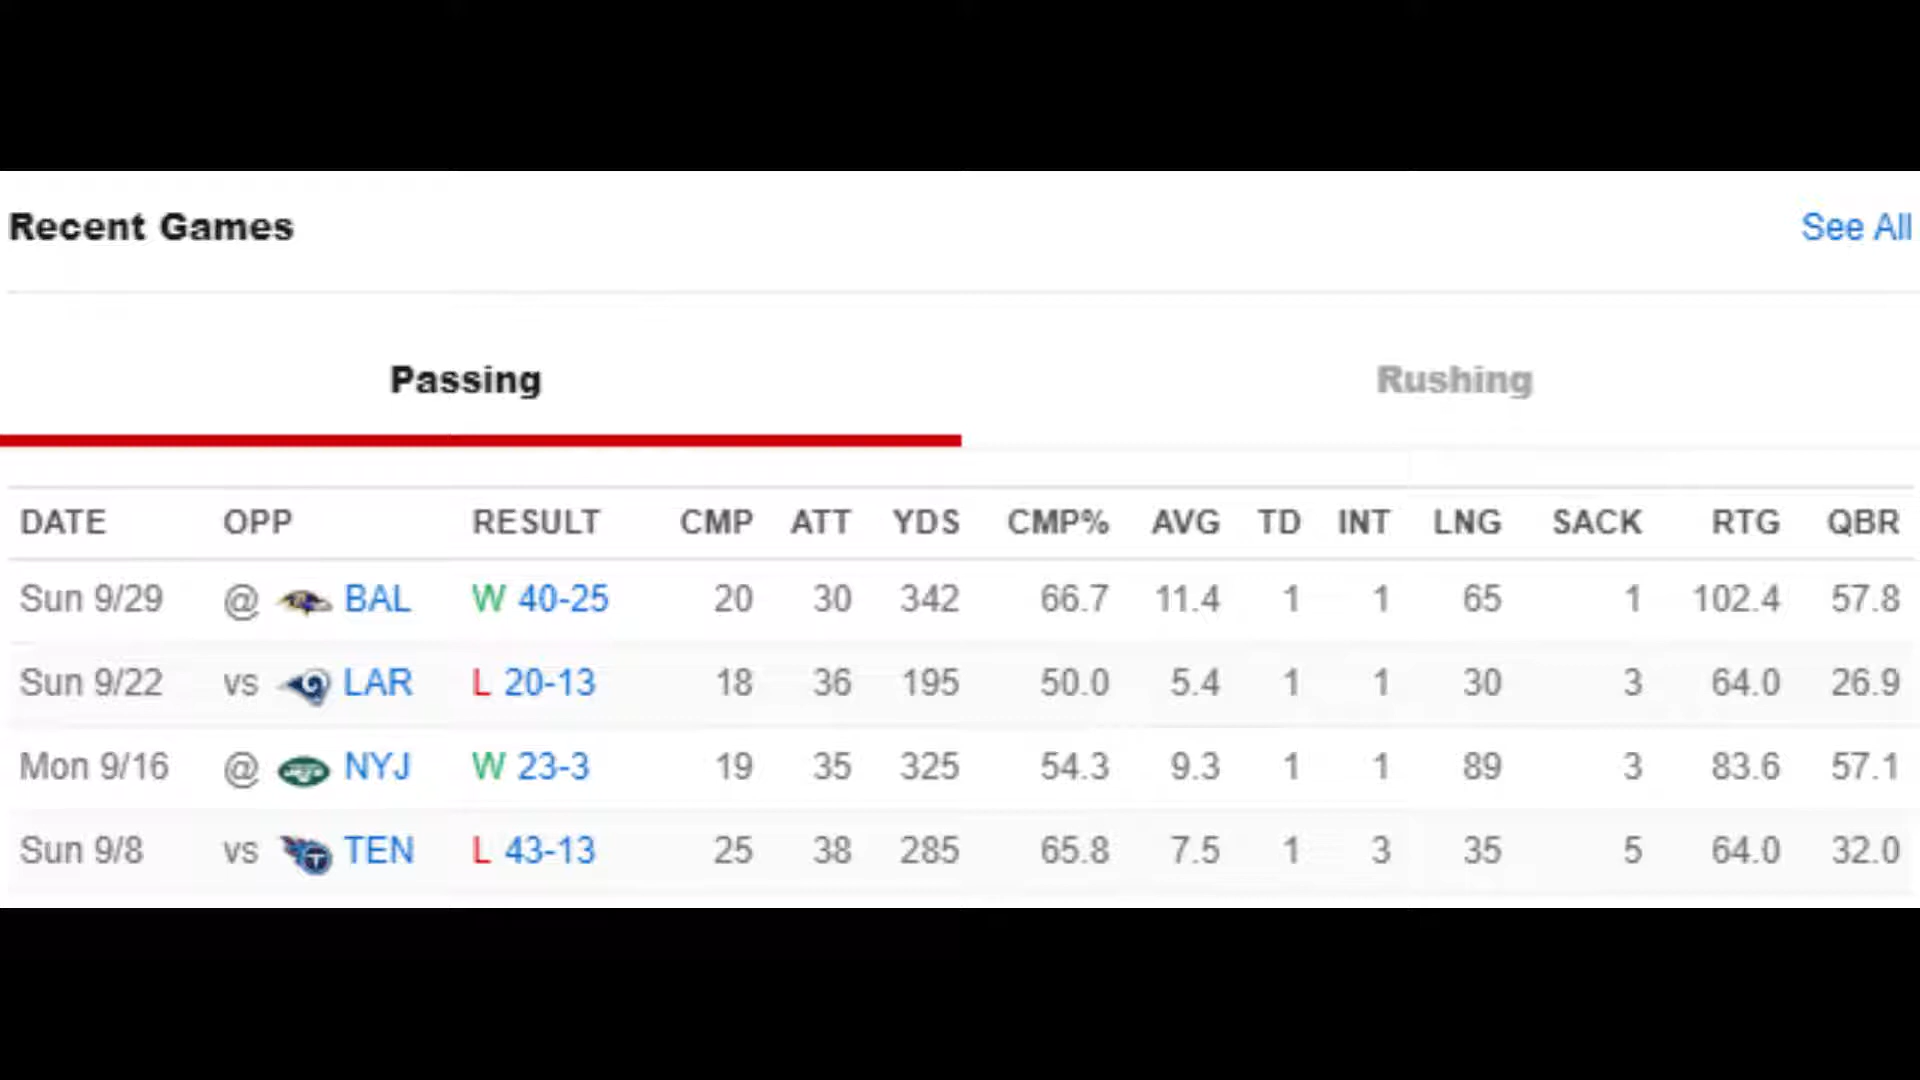 Recent Games See All
Passing Rushing
DATE OPP RESULT CMP ATT YDS CMP% AVG TD INT LNG SACK RTG QBR
Sun 9/29 @ BAL W 40-25 20 30 342 66.7 11.4 1 1 65 1 102.4 57.8
Sun 9/22 vs LAR L 20-13 18 36 195 50.0 5.4 1 1 30 3 64.0 26.9
Mon 9/16 @ NYJ W 23-3 19 35 325 54.3 9.3 1 1 89 3 83.6 57.1
Sun 9/8 vs TEN L 43-13 25 38 285 65.8 7.5 1 3 35 5 64.0 32.0